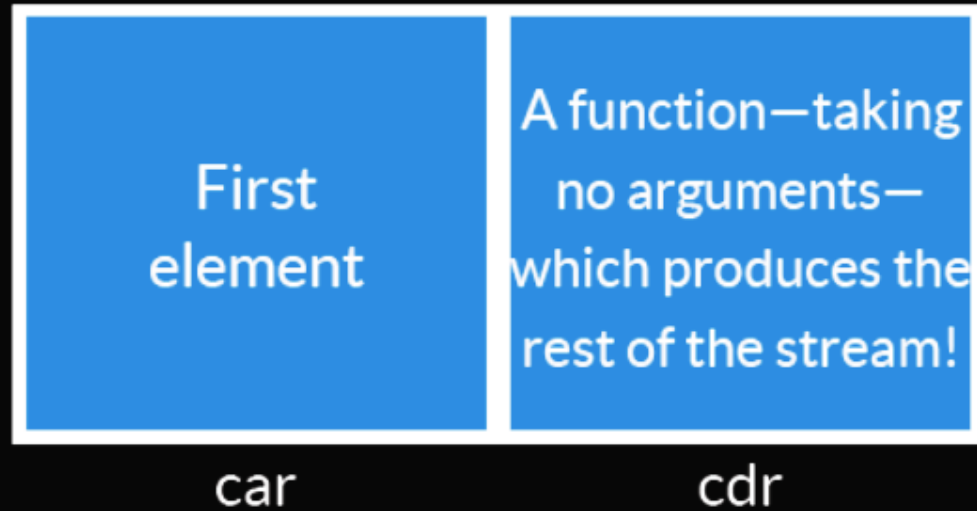 First
element
A function—taking
no arguments—
which produces the
rest of the stream!
car
cdr